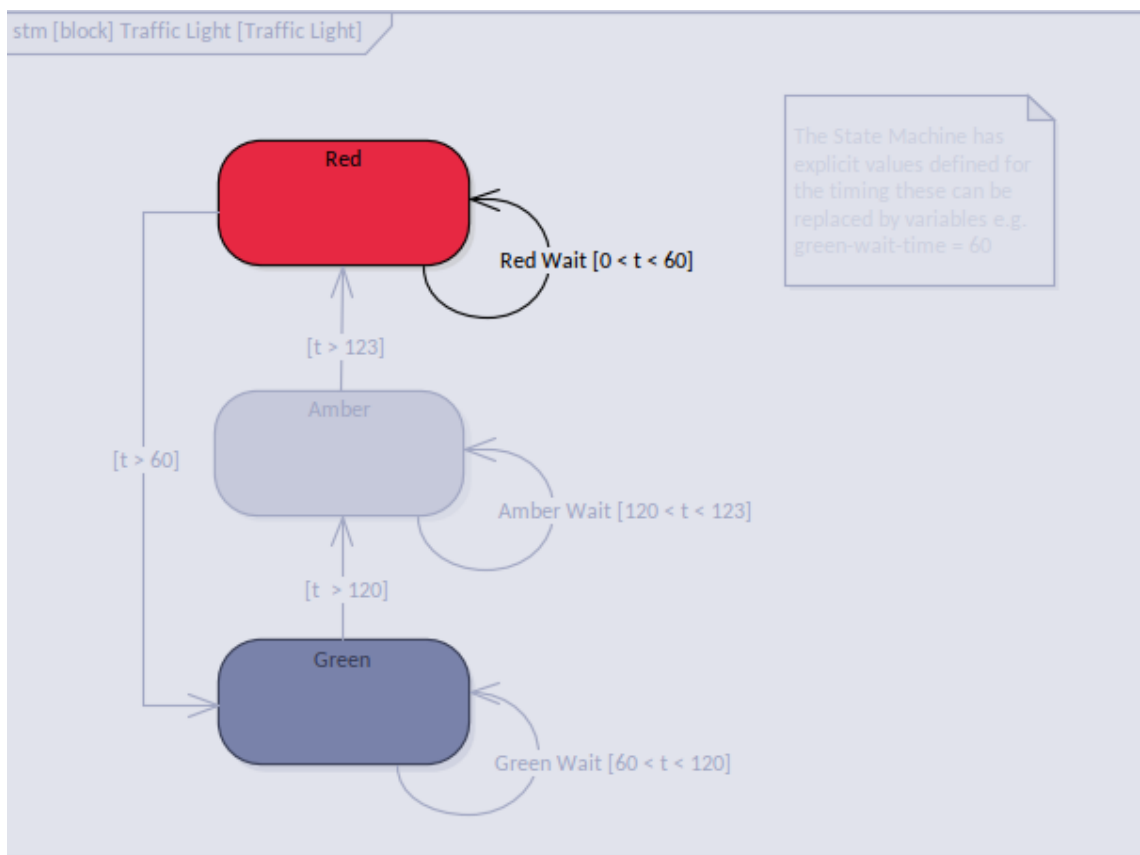 stm [block] Traffic Light [Traffic Light]
The State Machine has
explicit values defined for
the timing these can be
replaced by variables e.g.
green-wait-time = 60
Red
Red Wait [0 < t < 60]
[t > 123]
Amber
[t > 60]
Amber Wait [120 < t < 123]
[t  > 120]
Green
Green Wait [60 < t < 120]